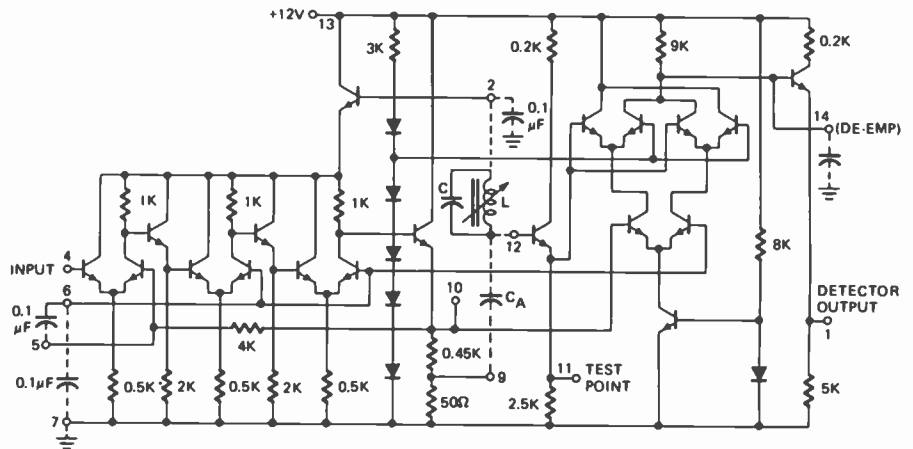 +12V
13
3K
0.2K
9K
0.2K
2
0.1
µF
14
(DE-EMP)
1K
1K
1K
C
L
12
8K
INPUT
4
6
0.1
µF
5
10
CA
DETECTOR
OUTPUT
1
4K
0.45K
9
11
TEST
POINT
0.1µF
0.5K
2K
0.5K
2K
0.5K
50Ω
2.5K
5K
7